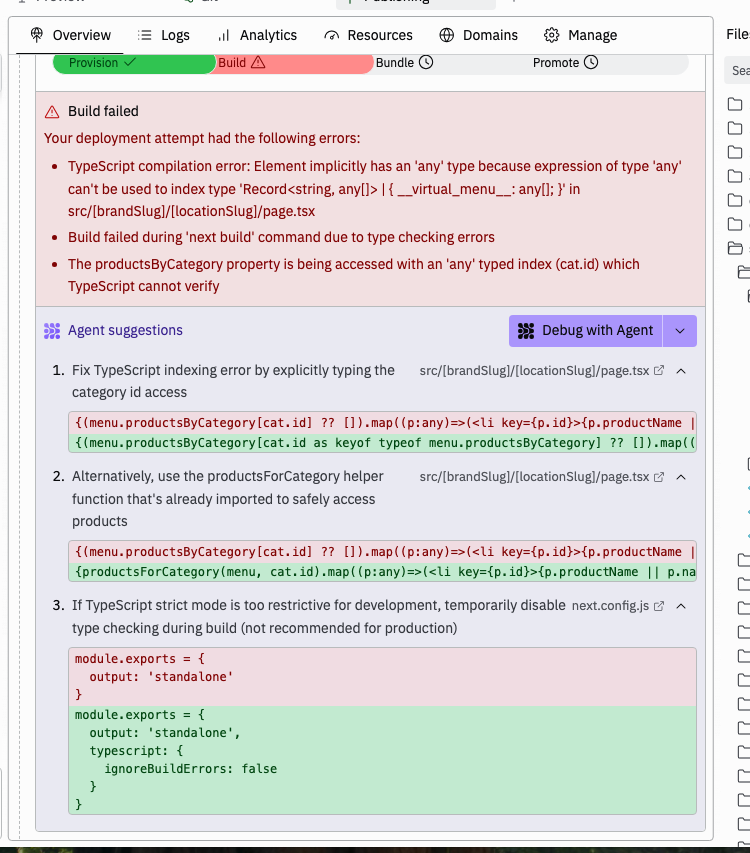 Overview Logs Analytics Resources Domains Manage
Provision Build Bundle Promote
Build failed
Your deployment attempt had the following errors:
• TypeScript compilation error: Element implicitly has an 'any' type because expression of type 'any'
can't be used to index type 'Record<string, any[]> | { __virtual_menu__: any[]; }' in
src/[brandSlug]/[locationSlug]/page.tsx
• Build failed during 'next build' command due to type checking errors
• The productsByCategory property is being accessed with an 'any' typed index (cat.id) which
TypeScript cannot verify
Agent suggestions
Debug with Agent
1. Fix TypeScript indexing error by explicitly typing the
category id access
src/[brandSlug]/[locationSlug]/page.tsx
{(menu.productsByCategory[cat.id] ?? []).map((p:any)=>(<li key={p.id}>{p.productName |
{(menu.productsByCategory[cat.id as keyof typeof menu.productsByCategory] ?? []).map((
2. Alternatively, use the productsForCategory helper
function that's already imported to safely access
products
src/[brandSlug]/[locationSlug]/page.tsx
{(menu.productsByCategory[cat.id] ?? []).map((p:any)=>(<li key={p.id}>{p.productName |
{productsForCategory(menu, cat.id).map((p:any)=>(<li key={p.id}>{p.productName || p.na
3. If TypeScript strict mode is too restrictive for development, temporarily disable
type checking during build (not recommended for production)
next.config.js
module.exports = {
output: 'standalone'
}
module.exports = {
output: 'standalone',
typescript: {
ignoreBuildErrors: false
}
}
Files
Sea